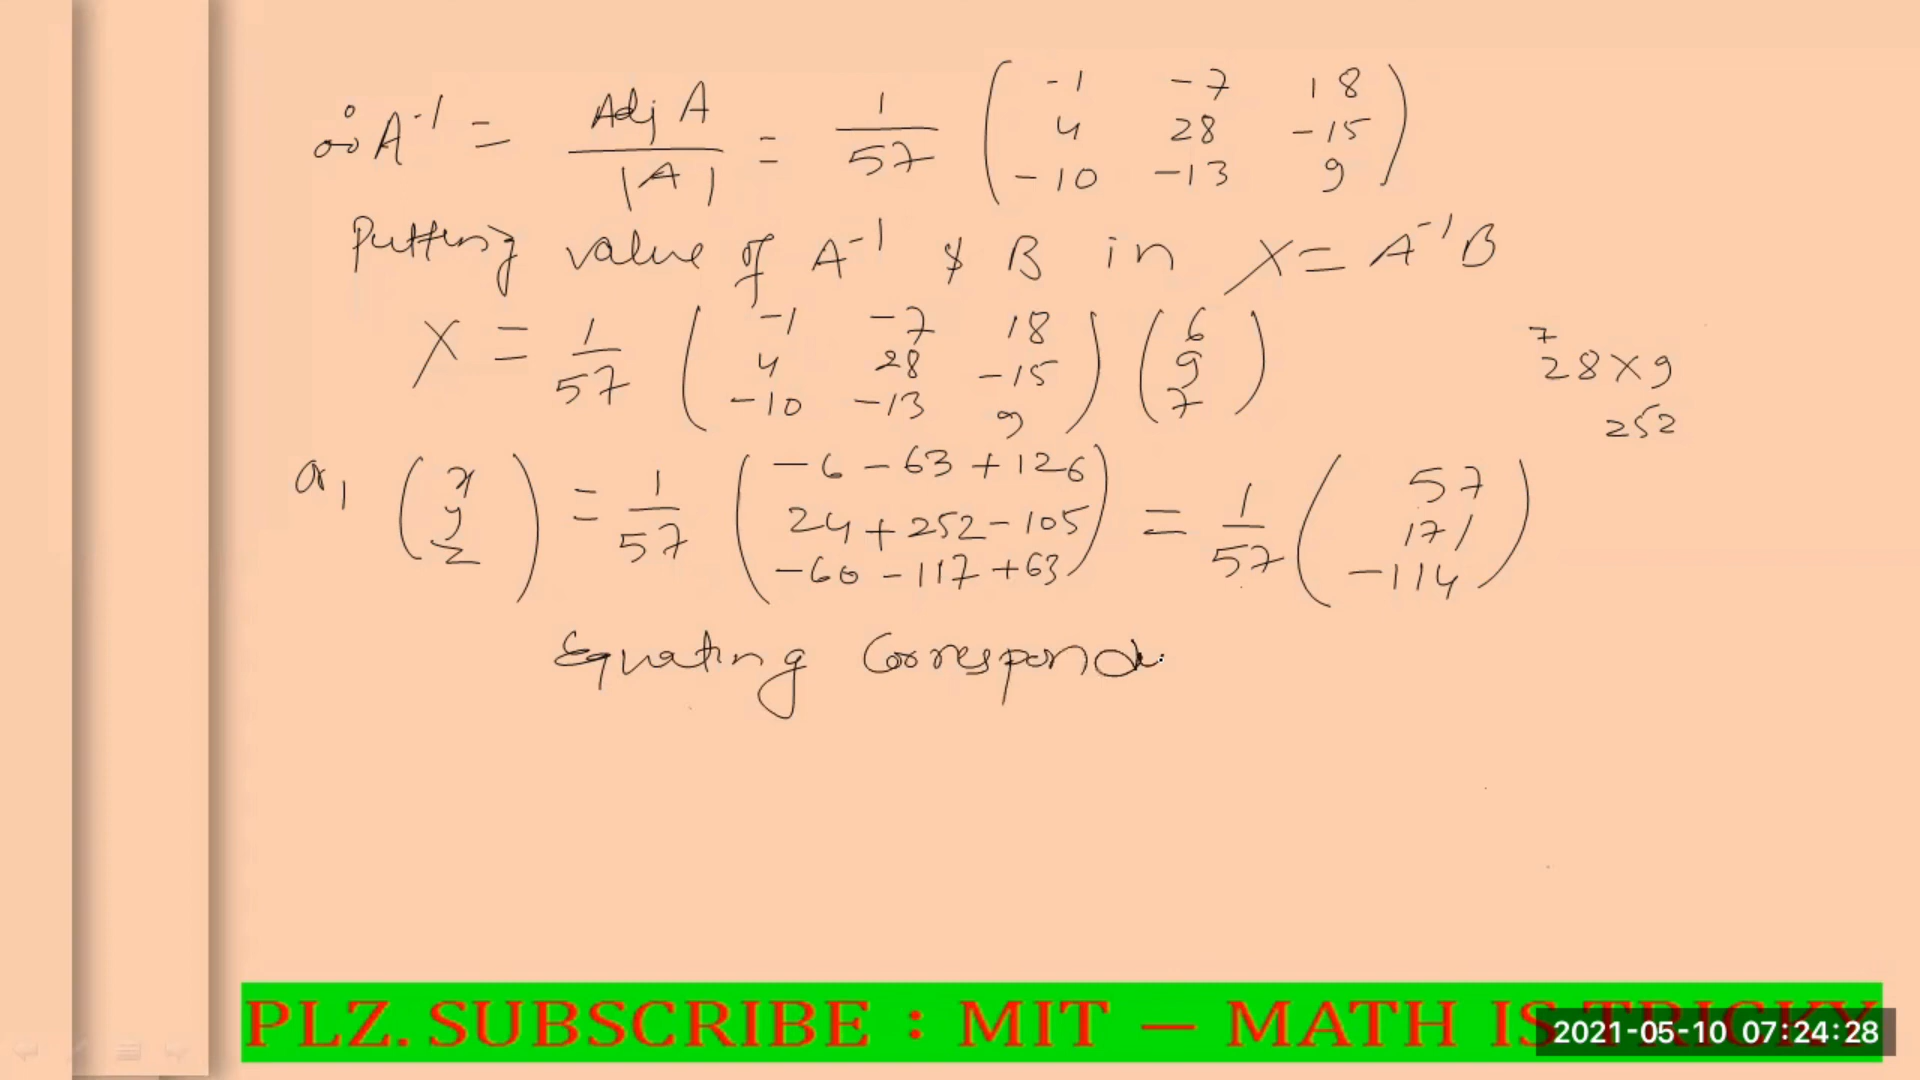 ∴ A⁻¹ = Adj A / |A| = 1/57 ( -1 -7 18
4 28 -15
-10 -13 9 )
Putting value of A⁻¹ & B in X = A⁻¹B
X = 1/57 ( -1 -7 18
4 28 -15
-10 -13 9 ) ( 6
9
7 )
7
28 × 9
252
or, ( x
y
z ) = 1/57 ( -6 - 63 + 126
24 + 252 - 105
-60 - 117 + 63 ) = 1/57 ( 57
171
-114 )
Equating Correspondi
PLZ. SUBSCRIBE : MIT – MATH IS TRICKY
2021-05-10 07:24:28